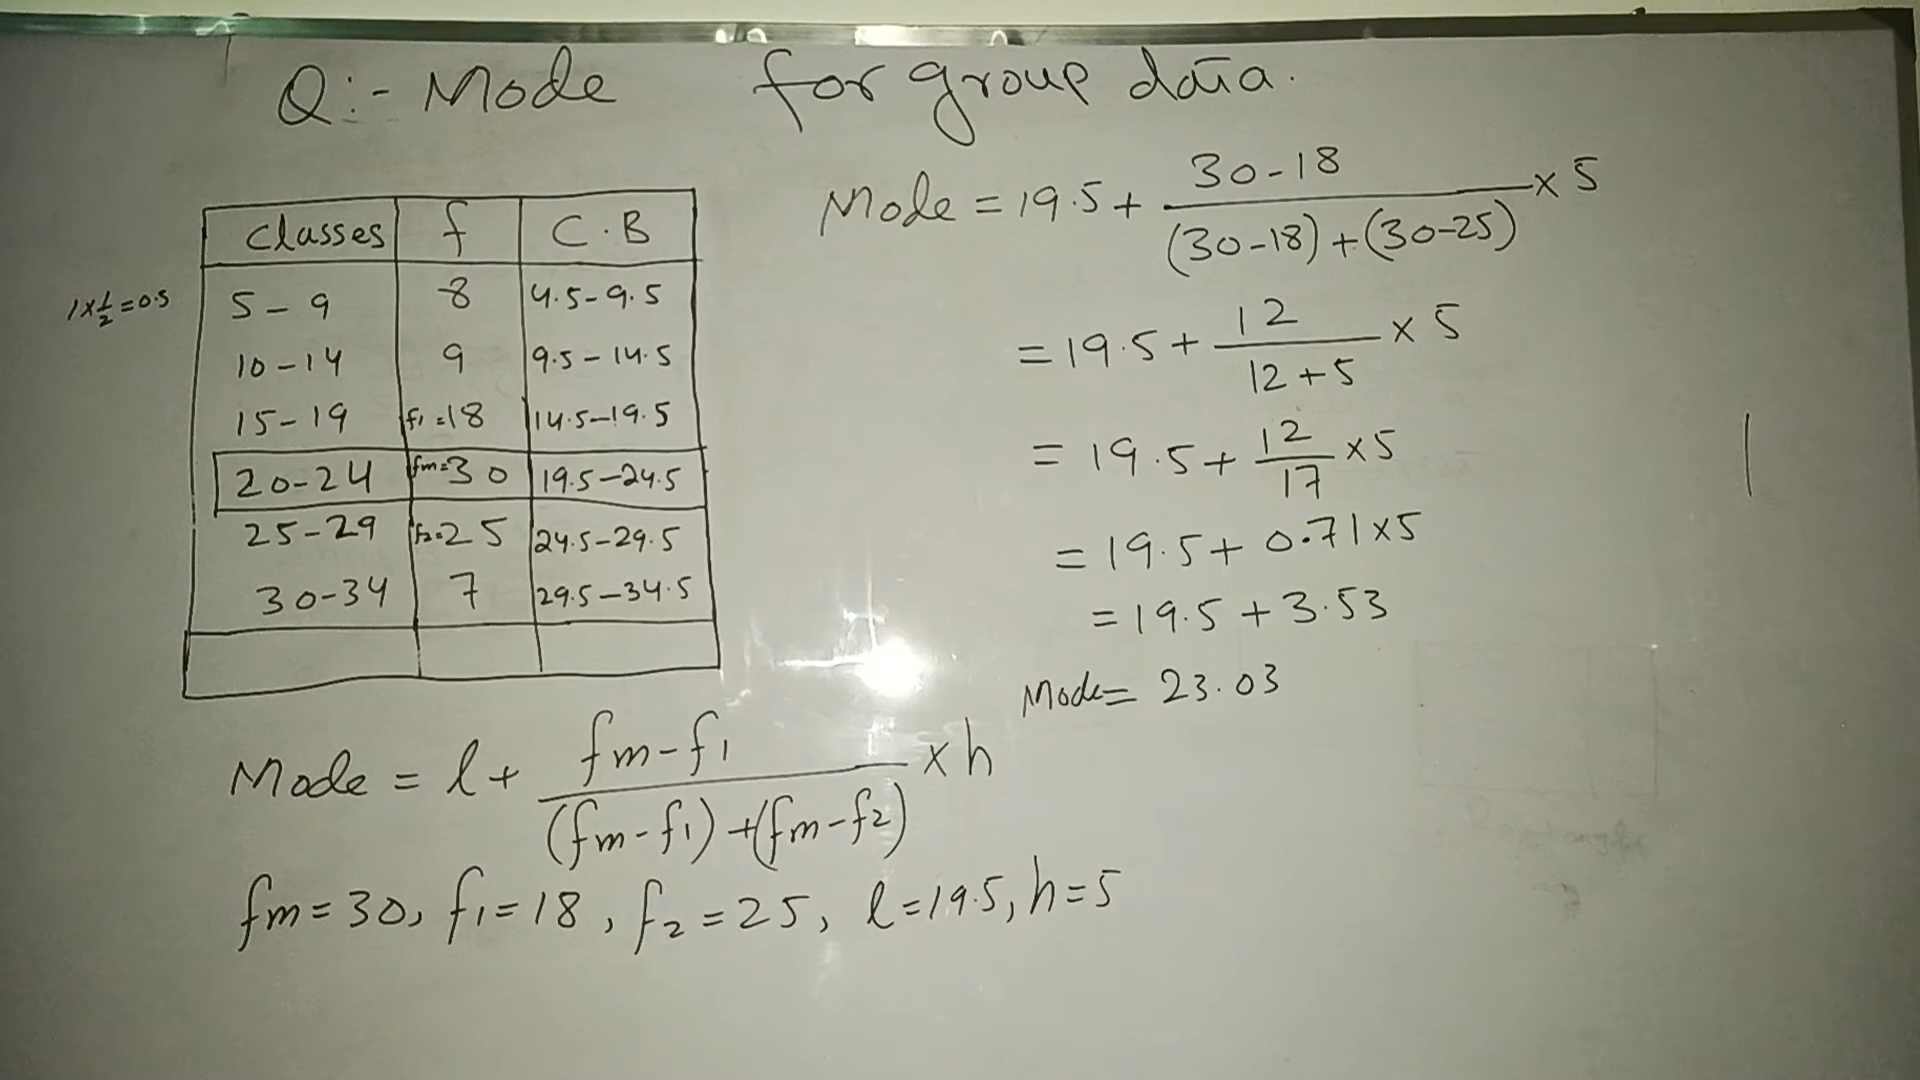 Q:- Mode for group data.
Classes f C.B
1×1/2=0.5
5-9 8 4.5-9.5
10-14 9 9.5-14.5
15-19 f1=18 14.5-19.5
20-24 fm=30 19.5-24.5
25-29 f2=25 24.5-29.5
30-34 7 29.5-34.5
Mode = l+ fm-f1 / (fm-f1)+(fm-f2) ×h
fm=30, f1=18, f2=25, l=19.5, h=5
Mode = 19.5+ 30-18 / (30-18)+(30-25) ×5
= 19.5+ 12 / 12+5 ×5
= 19.5+ 12/17 ×5
= 19.5+ 0.71×5
= 19.5+3.53
Mode= 23.03